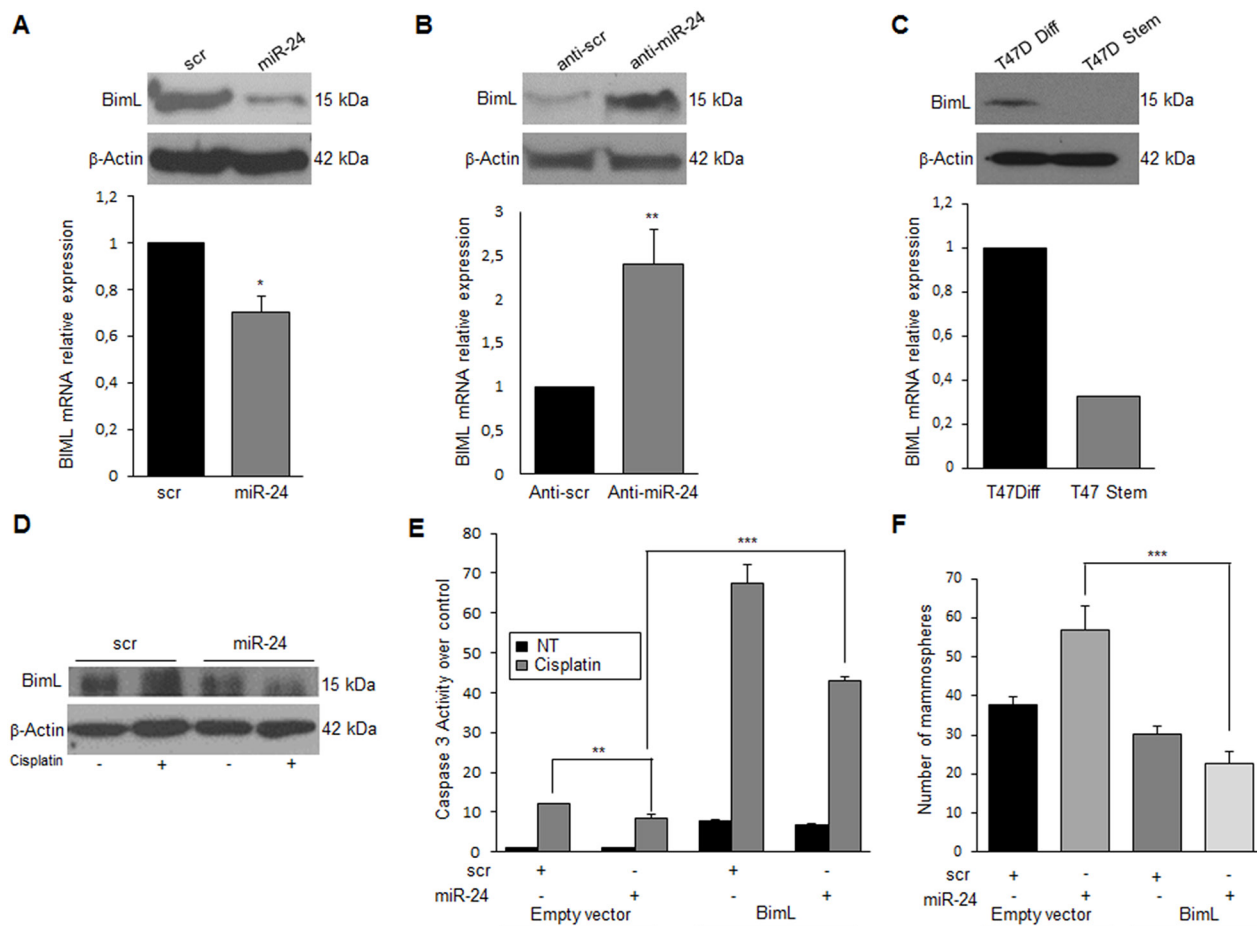 A
scr miR-24
BimL 15 kDa
β-Actin 42 kDa
BIML mRNA relative expression
1,2
1
0,8
0,6
0,4
0,2
0
*
scr miR-24
B
anti-scr anti-miR-24
BimL 15 kDa
β-Actin 42 kDa
BIML mRNA relative expression
3
2,5
2
1
1
0,5
0
**
Anti-scr Anti-miR-24
C
T47D Diff T47D Stem
BimL 15 kDa
β-Actin 42 kDa
BIML mRNA relative expression
1,2
1
0,8
0,6
0,4
0,2
0
T47Diff T47 Stem
D
scr miR-24
BimL 15 kDa
β-Actin 42 kDa
Cisplatin - + - +
E
Caspase 3 Activity over control
80
70
60
50
40
30
20
10
0
NT
Cisplatin
**
***
scr + - + -
miR-24 - + - +
Empty vector BimL
F
Number of mammospheres
70
60
50
40
30
20
10
0
***
scr + - + -
miR-24 - + - +
Empty vector BimL